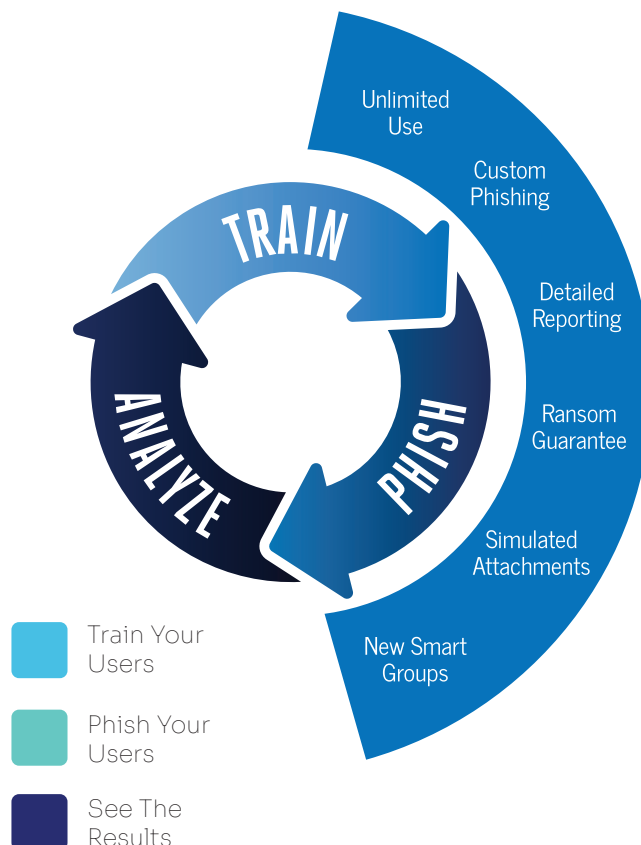 Unlimited
Use
Custom
Phishing
TRAIN
Detailed
Reporting
PHISH
ANALYZE
Ransom
Guarantee
Simulated
Attachments
New Smart
Groups
Train Your
Users
Phish Your
Users
See The
Results